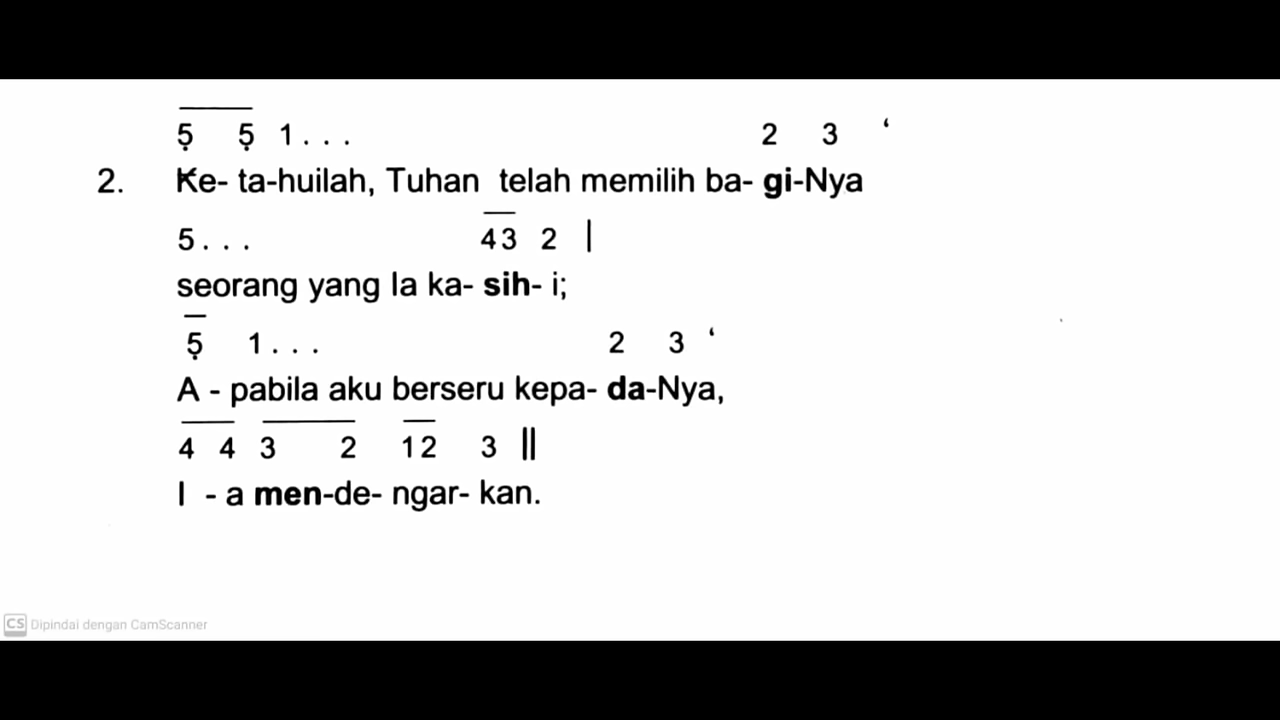 5̣ 5̣ 1 . . . 2 3 ‘
2. Ke- ta-huilah, Tuhan telah memilih ba- gi-Nya
5 . . . 43 2 |
seorang yang Ia ka- sih- i;
5̣ 1 . . . 2 3 ‘
A - pabila aku berseru kepa- da-Nya,
4 4 3 2 12 3 ||
I - a men-de- ngar- kan.
CS Dipindai dengan CamScanner